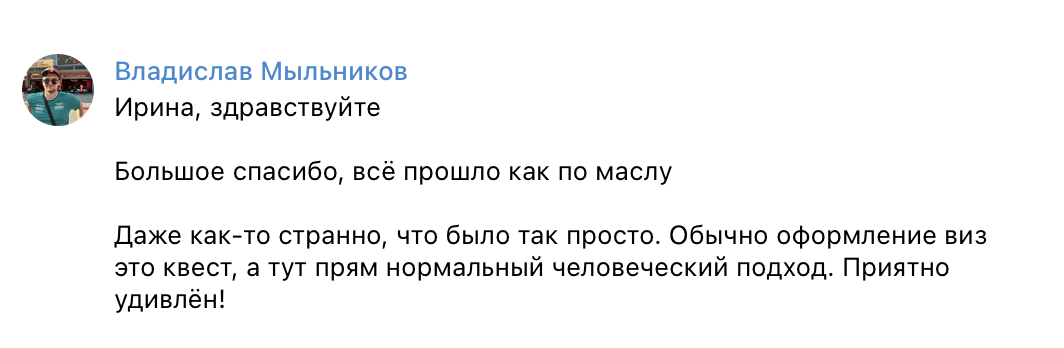 Владислав Мыльников
Ирина, здравствуйте
Большое спасибо, всё прошло как по маслу
Даже как-то странно, что было так просто. Обычно оформление виз
это квест, а тут прям нормальный человеческий подход. Приятно
удивлён!